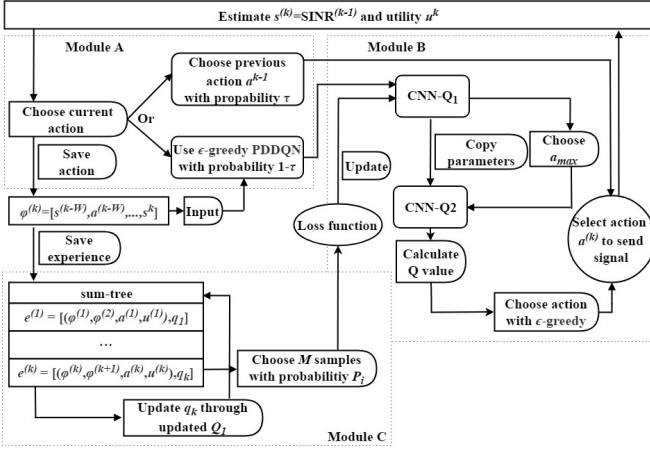 Estimate s^(k)=SINR^(k-1) and utility u^k
Module A
Module B
Choose previous
action a^k-1
with propability τ
Choose current
action
Or
Use ϵ-greedy PDDQN
with probability 1-τ
Save
action
φ^(k)=[s^(k-W),a^(k-W),...,s^k]
Input
Save
experience
CNN-Q1
Copy
parameters
Choose
a_max
Update
CNN-Q2
Loss function
Calculate
Q value
Select action
a^(k) to send
signal
Choose action
with ϵ-greedy
sum-tree
e^(1) = [(φ^(1),φ^(2),a^(1),u^(1)),q_1]
...
e^(k) = [(φ^(k),φ^(k+1),a^(k),u^(k)),q_k]
Choose M samples
with probabilitiy P_i
Update q_k through
updated Q_1
Module C